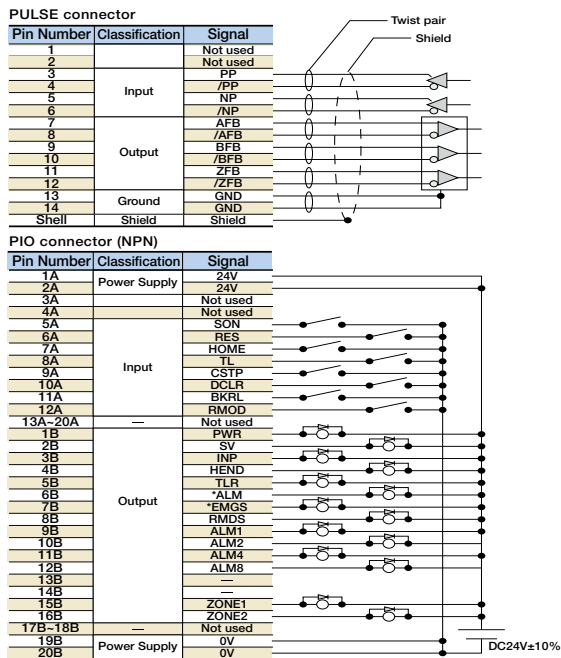 PULSE connector
Twist pair
Shield
Pin Number Classification Signal
1 Not used
2 Not used
3 PP
4 /PP
Input
5 NP
6 /NP
7 AFB
8 /AFB
9 BFB
Output
10 /BFB
11 ZFB
12 /ZFB
13 GND
Ground
14 GND
Shell Shield Shield
PIO connector (NPN)
Pin Number Classification Signal
1A 24V
Power Supply
2A 24V
3A Not used
4A Not used
5A SON
6A RES
7A HOME
8A TL
Input
9A CSTP
10A DCLR
11A BKRL
12A RMOD
13A~20A — Not used
1B PWR
2B SV
3B INP
4B HEND
5B TLR
6B *ALM
Output
7B *EMGS
8B RMDS
9B ALM1
10B ALM2
11B ALM4
12B ALM8
13B —
14B —
15B ZONE1
16B ZONE2
17B~18B — Not used
19B 0V
Power Supply
20B 0V
DC24V±10%